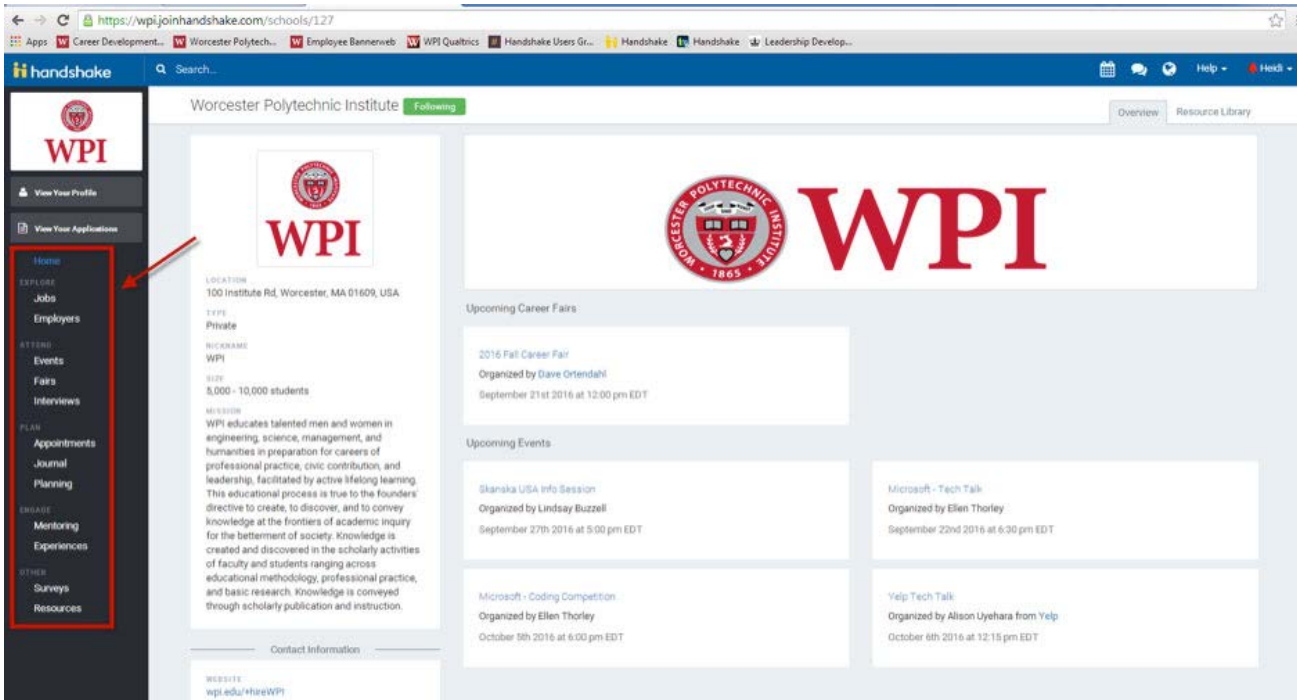 https://wpi.joinhandshake.com/schools/127
Apps Career Development... Worcester Polytech... Employee Bannerweb WPI Qualtrics Handshake Users Gr... Handshake Handshake Leadership Develop...
handshake Search... Help Heidi
WPI
View Your Profile
View Your Applications
Home
EXPLORE
Jobs
Employers
ATTEND
Events
Fairs
Interviews
PLAN
Appointments
Journal
Planning
ENGAGE
Mentoring
Experiences
OTHER
Surveys
Resources
Worcester Polytechnic Institute Following
Overview Resource Library
WPI
LOCATION
100 Institute Rd, Worcester, MA 01609, USA
TYPE
Private
NICKNAME
WPI
SIZE
5,000 - 10,000 students
MISSION
WPI educates talented men and women in
engineering, science, management, and
humanities in preparation for careers of
professional practice, civic contribution, and
leadership, facilitated by active lifelong learning.
This educational process is true to the founders'
directive to create, to discover, and to convey
knowledge at the frontiers of academic inquiry
for the betterment of society. Knowledge is
created and discovered in the scholarly activities
of faculty and students ranging across
educational methodology, professional practice,
and basic research. Knowledge is conveyed
through scholarly publication and instruction.
Contact Information
WEBSITE
wpi.edu/+hireWPI
WORCESTER POLYTECHNIC INSTITUTE
1865
WPI
Upcoming Career Fairs
2016 Fall Career Fair
Organized by Dave Ortendahl
September 21st 2016 at 12:00 pm EDT
Upcoming Events
Skanska USA Info Session
Organized by Lindsay Buzzell
September 27th 2016 at 5:00 pm EDT
Microsoft - Tech Talk
Organized by Ellen Thorley
September 22nd 2016 at 6:30 pm EDT
Microsoft - Coding Competition
Organized by Ellen Thorley
October 5th 2016 at 6:00 pm EDT
Yelp Tech Talk
Organized by Alison Uyehara from Yelp
October 6th 2016 at 12:15 pm EDT